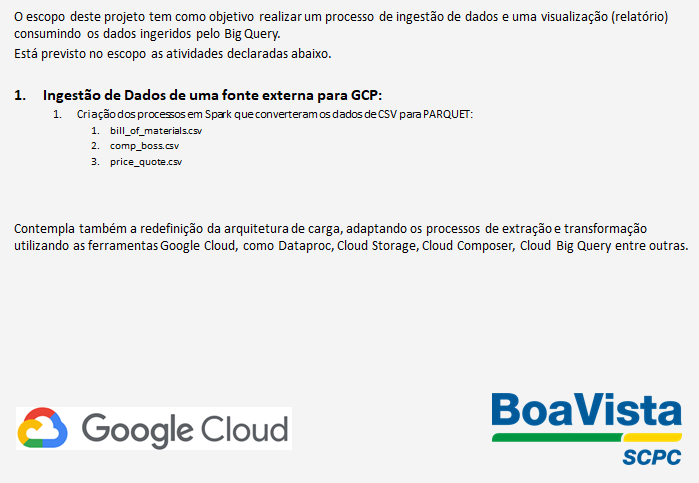 O escopo deste projeto tem como objetivo realizar um processo de ingestão de dados e uma visualização (relatório)
consumindo os dados ingeridos pelo Big Query.
Está previsto no escopo as atividades declaradas abaixo.
1. Ingestão de Dados de uma fonte externa para GCP:
1. Criação dos processos em Spark que converteram os dados de CSV para PARQUET:
1. bill_of_materials.csv
2. comp_boss.csv
3. price_quote.csv
Contempla também a redefinição da arquitetura de carga, adaptando os processos de extração e transformação
utilizando as ferramentas Google Cloud, como Dataproc, Cloud Storage, Cloud Composer, Cloud Big Query entre outras.
Google Cloud
BoaVista
SCPC